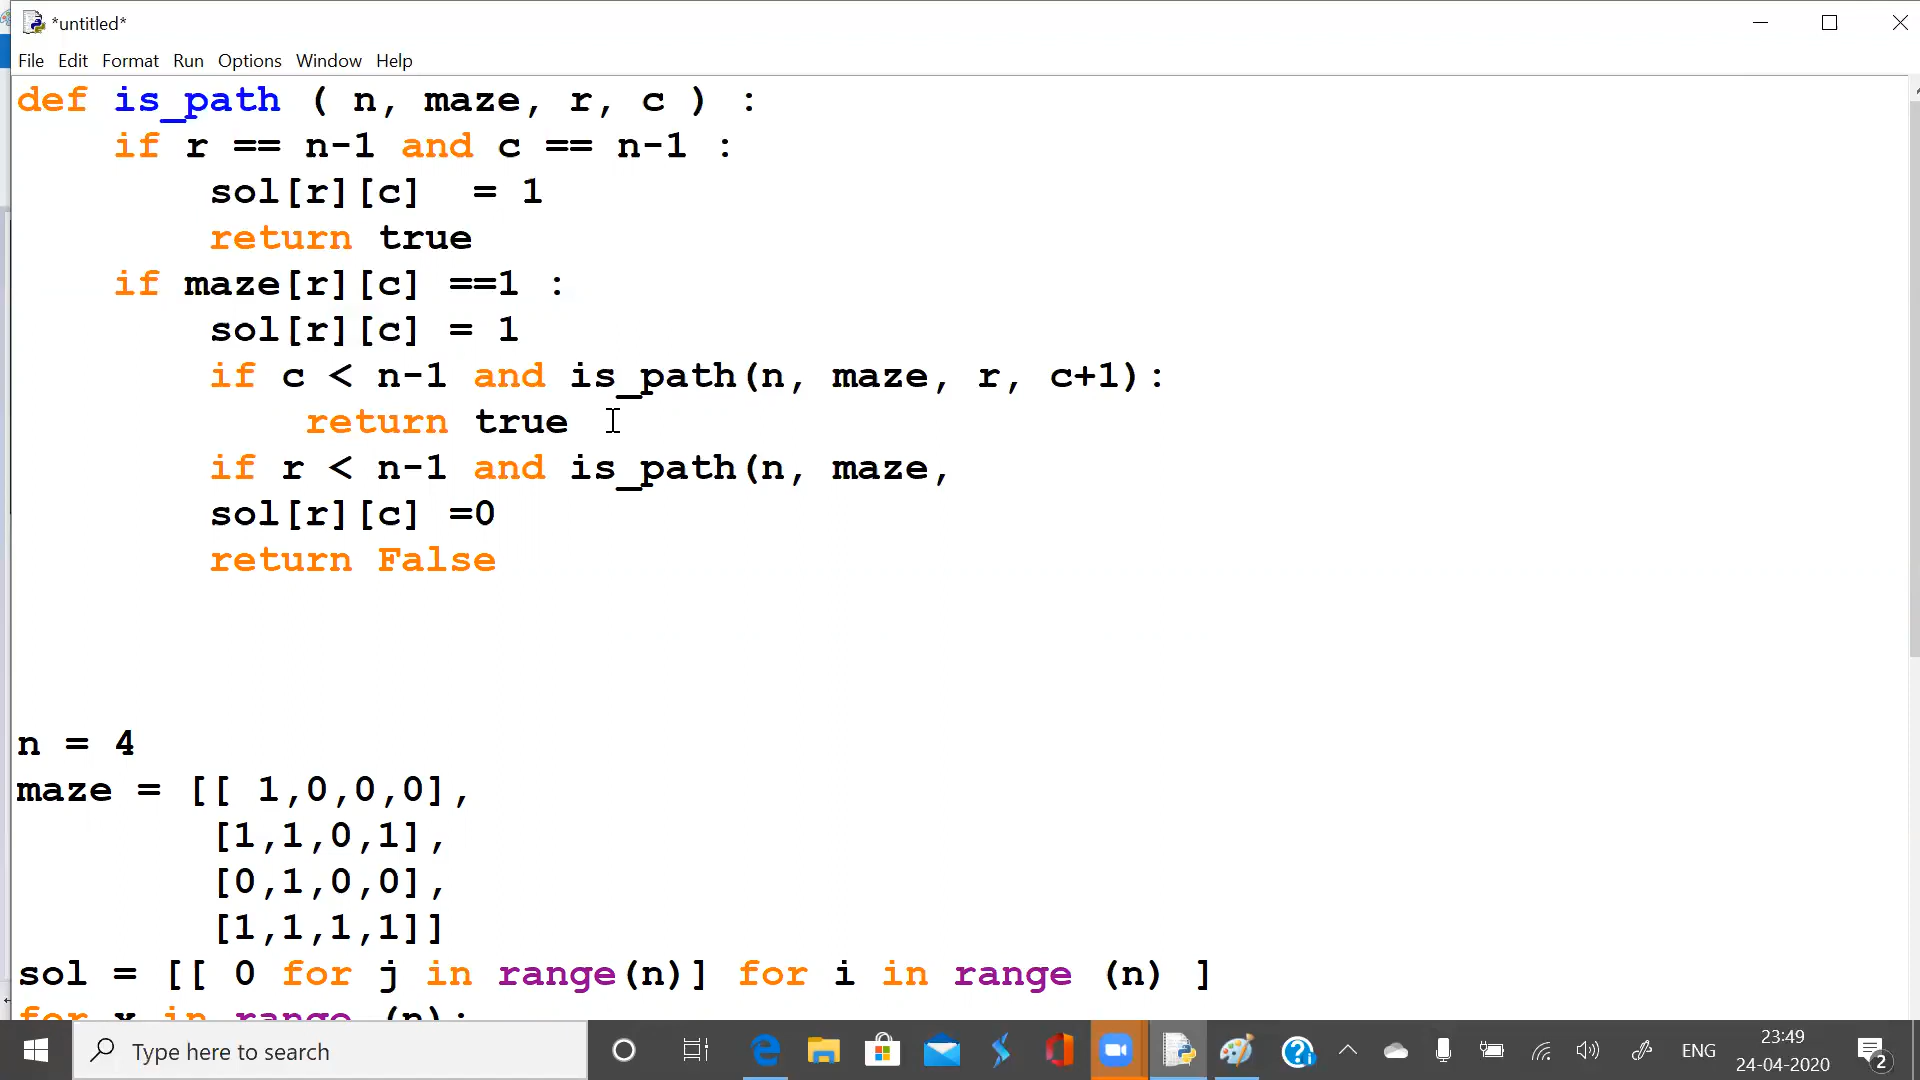 *untitled*
File Edit Format Run Options Window Help
def is_path ( n, maze, r, c ) :
if r == n-1 and c == n-1 :
sol[r][c] = 1
return true
if maze[r][c] ==1 :
sol[r][c] = 1
if c < n-1 and is_path(n, maze, r, c+1):
return true
if r < n-1 and is_path(n, maze,
sol[r][c] =0
return False
n = 4
maze = [[ 1,0,0,0],
[1,1,0,1],
[0,1,0,0],
[1,1,1,1]]
sol = [[ 0 for j in range(n)] for i in range (n) ]
for x in range (n):
Type here to search
ENG
23:49
24-04-2020
2